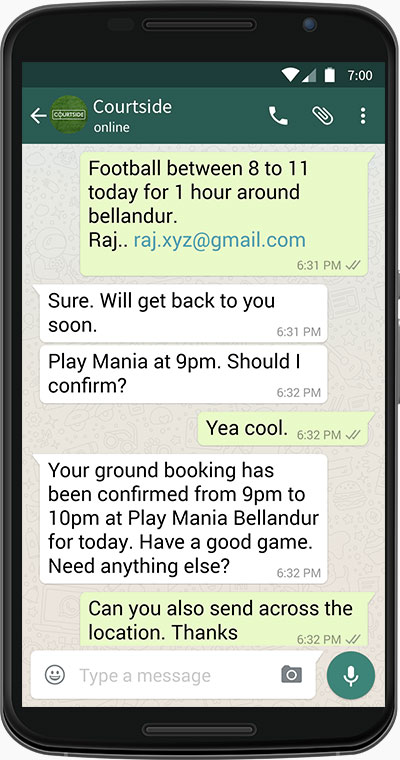 7:00
Courtside
COURTSIDE
online
Football between 8 to 11
today for 1 hour around
bellandur.
Raj.. raj.xyz@gmail.com
6:31 PM
Sure. Will get back to you
soon.
6:31 PM
Play Mania at 9pm. Should I
confirm?
6:32 PM
Yea cool.
6:32 PM
Your ground booking has
been confirmed from 9pm to
10pm at Play Mania Bellandur
for today. Have a good game.
Need anything else?
6:32 PM
Can you also send across the
location. Thanks
6:32 PM
Type a message